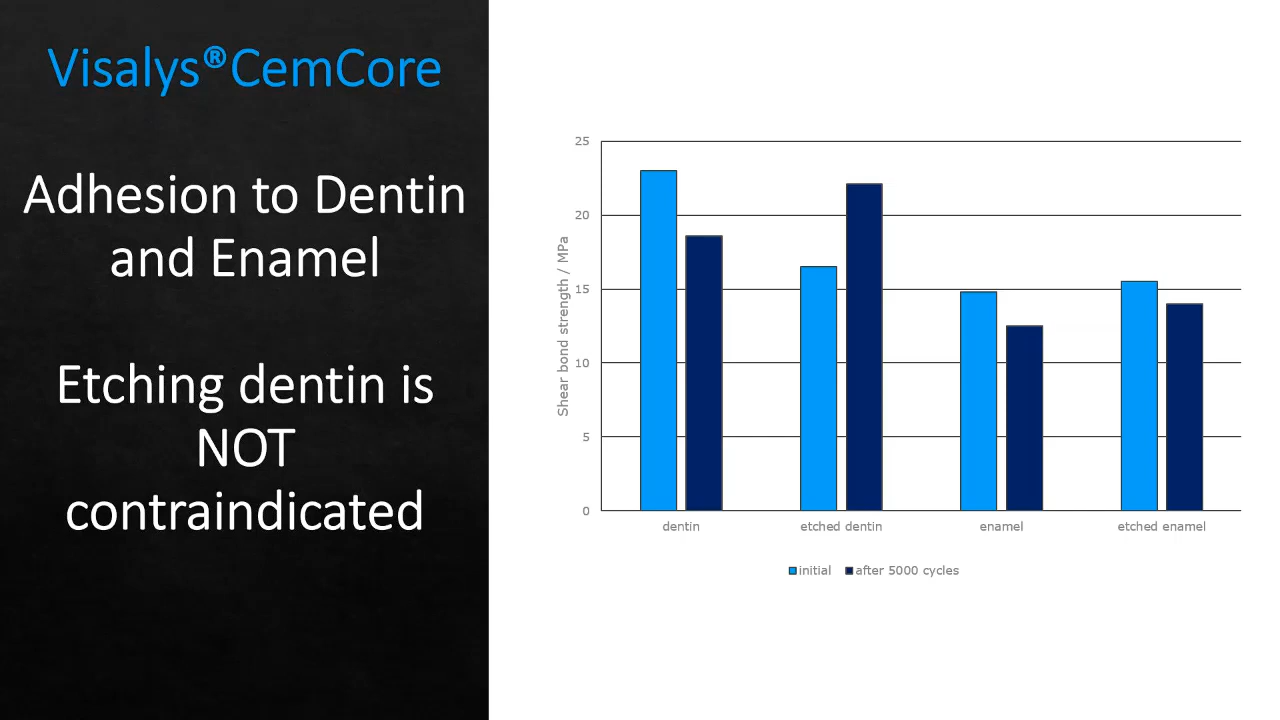 Visalys®CemCore
Adhesion to Dentin
and Enamel
Etching dentin is
NOT
contraindicated
Shear bond strength / MPa
25
20
15
10
5
0
dentin
etched dentin
enamel
etched enamel
initial
after 5000 cycles